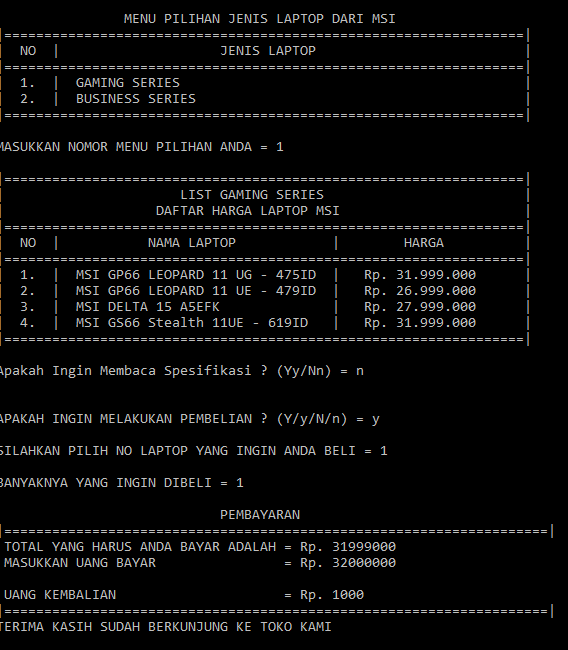 MENU PILIHAN JENIS LAPTOP DARI MSI
|=================================================================|
NO | JENIS LAPTOP |
|=================================================================|
1. | GAMING SERIES |
2. | BUSINESS SERIES |
|=================================================================|
MASUKKAN NOMOR MENU PILIHAN ANDA = 1
|=================================================================|
LIST GAMING SERIES |
DAFTAR HARGA LAPTOP MSI |
|=================================================================|
NO | NAMA LAPTOP | HARGA |
|=================================================================|
1. | MSI GP66 LEOPARD 11 UG - 475ID | Rp. 31.999.000 |
2. | MSI GP66 LEOPARD 11 UE - 479ID | Rp. 26.999.000 |
3. | MSI DELTA 15 A5EFK | Rp. 27.999.000 |
4. | MSI GS66 Stealth 11UE - 619ID | Rp. 31.999.000 |
|=================================================================|
Apakah Ingin Membaca Spesifikasi ? (Yy/Nn) = n
APAKAH INGIN MELAKUKAN PEMBELIAN ? (Y/y/N/n) = y
SILAHKAN PILIH NO LAPTOP YANG INGIN ANDA BELI = 1
BANYAKNYA YANG INGIN DIBELI = 1
PEMBAYARAN
|====================================================================|
TOTAL YANG HARUS ANDA BAYAR ADALAH = Rp. 31999000
MASUKKAN UANG BAYAR = Rp. 32000000
UANG KEMBALIAN = Rp. 1000
|====================================================================|
TERIMA KASIH SUDAH BERKUNJUNG KE TOKO KAMI